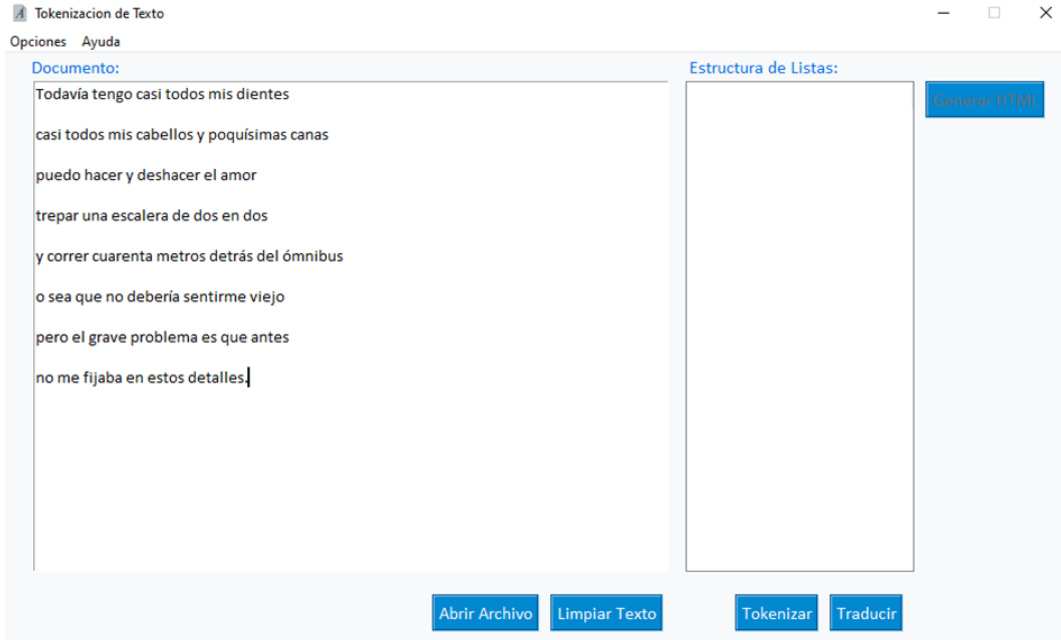 Tokenizacion de Texto
Opciones Ayuda
Documento:
Estructura de Listas:
Todavía tengo casi todos mis dientes
casi todos mis cabellos y poquísimas canas
puedo hacer y deshacer el amor
trepar una escalera de dos en dos
y correr cuarenta metros detrás del ómnibus
o sea que no debería sentirme viejo
pero el grave problema es que antes
no me fijaba en estos detalles.
Generar HTML
Abrir Archivo
Limpiar Texto
Tokenizar
Traducir